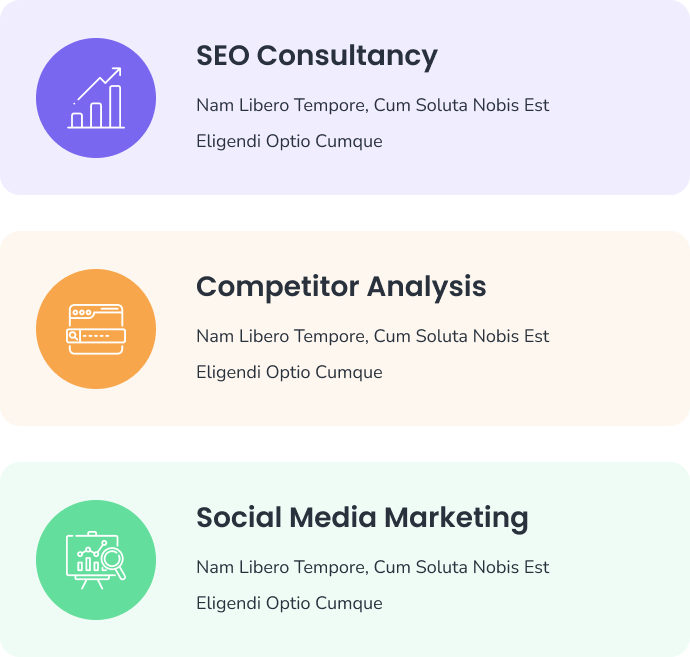 SEO Consultancy
Nam Libero Tempore, Cum Soluta Nobis Est
Eligendi Optio Cumque
Competitor Analysis
Nam Libero Tempore, Cum Soluta Nobis Est
Eligendi Optio Cumque
Social Media Marketing
Nam Libero Tempore, Cum Soluta Nobis Est
Eligendi Optio Cumque